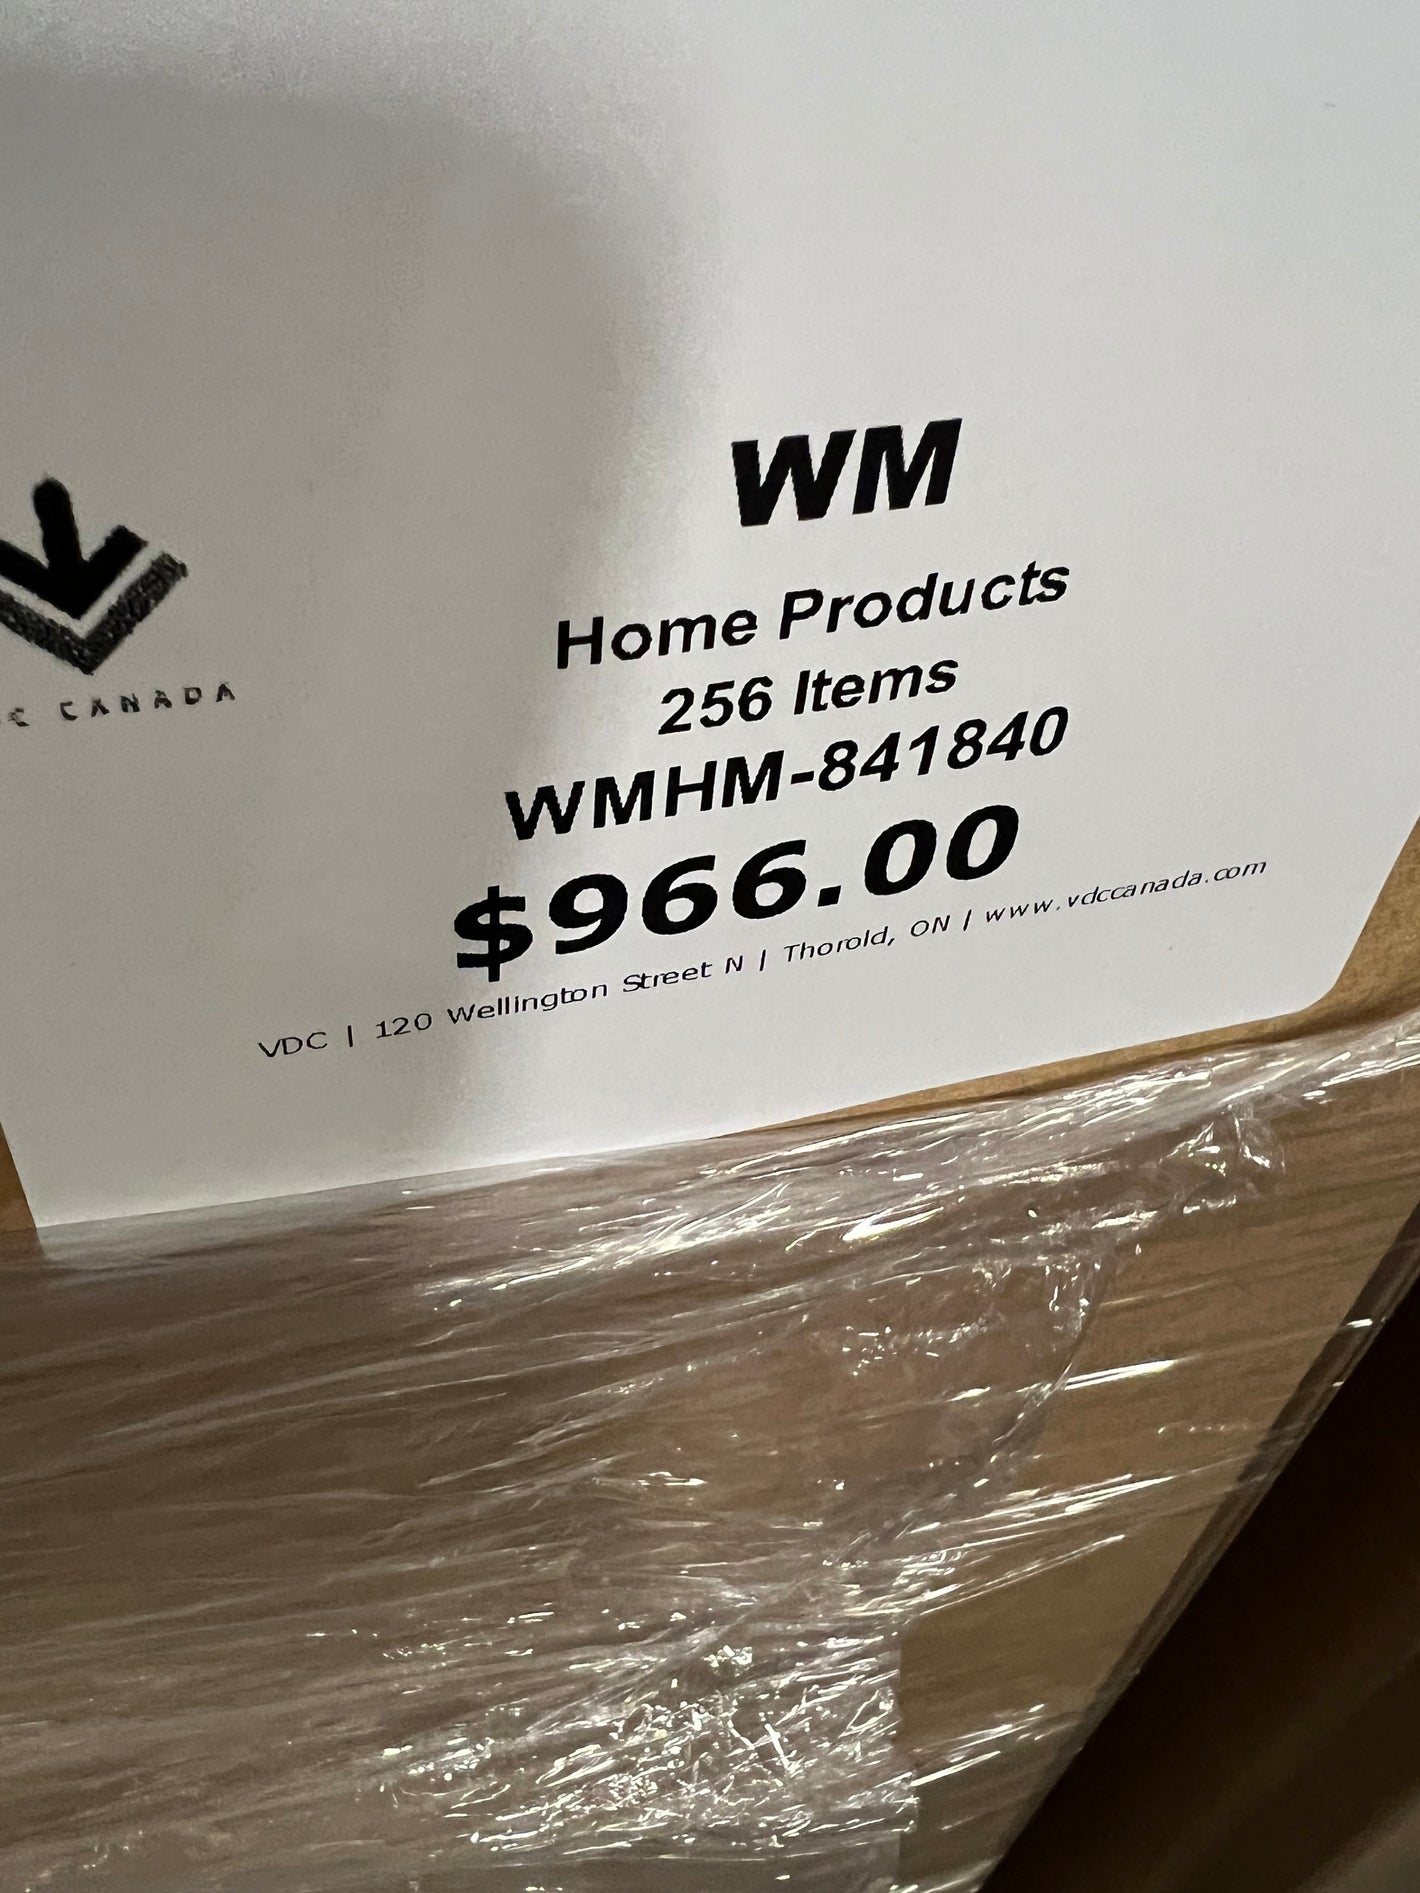 WM
Home Products
256 Items
WMHM-841840
$966.00
VDC | 120 Wellington Street N | Thorold, ON | www.vdccanada.com
C CANADA